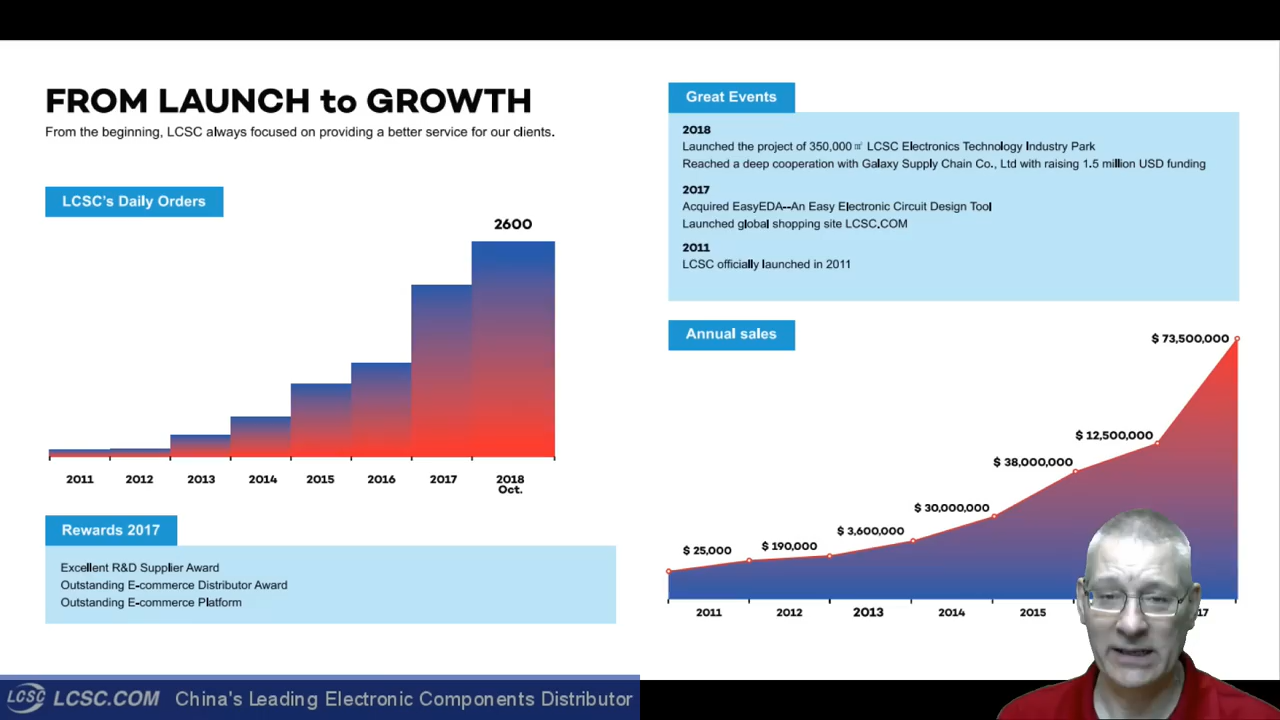 FROM LAUNCH to GROWTH
From the beginning, LCSC always focused on providing a better service for our clients.
LCSC's Daily Orders
2600
2011 2012 2013 2014 2015 2016 2017 2018
Oct.
Rewards 2017
Excellent R&D Supplier Award
Outstanding E-commerce Distributor Award
Outstanding E-commerce Platform
Great Events
2018
Launched the project of 350,000㎡ LCSC Electronics Technology Industry Park
Reached a deep cooperation with Galaxy Supply Chain Co., Ltd with raising 1.5 million USD funding
2017
Acquired EasyEDA--An Easy Electronic Circuit Design Tool
Launched global shopping site LCSC.COM
2011
LCSC officially launched in 2011
Annual sales
$ 73,500,000
$ 12,500,000
$ 38,000,000
$ 30,000,000
$ 3,600,000
$ 190,000
$ 25,000
2011 2012 2013 2014 2015 17
LCSC LCSC.COM China's Leading Electronic Components Distributor